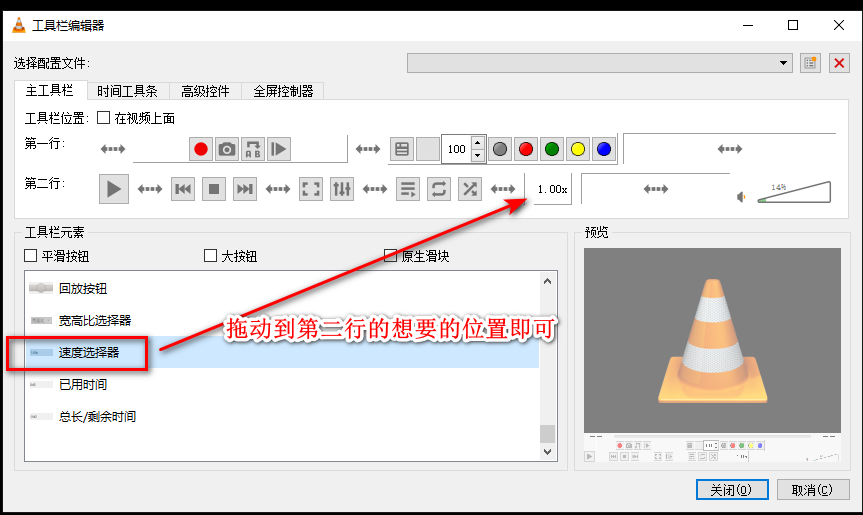 工具栏编辑器
选择配置文件:
主工具栏 时间工具条 高级控件 全屏控制器
工具栏位置: 在视频上面
第一行:
A B
100
第二行:
1.00x
14%
工具栏元素
预览
平滑按钮 大按钮 原生滑块
回放按钮
宽高比选择器
拖动到第二行的想要的位置即可
速度选择器
已用时间
总长/剩余时间
关闭(O) 取消(C)